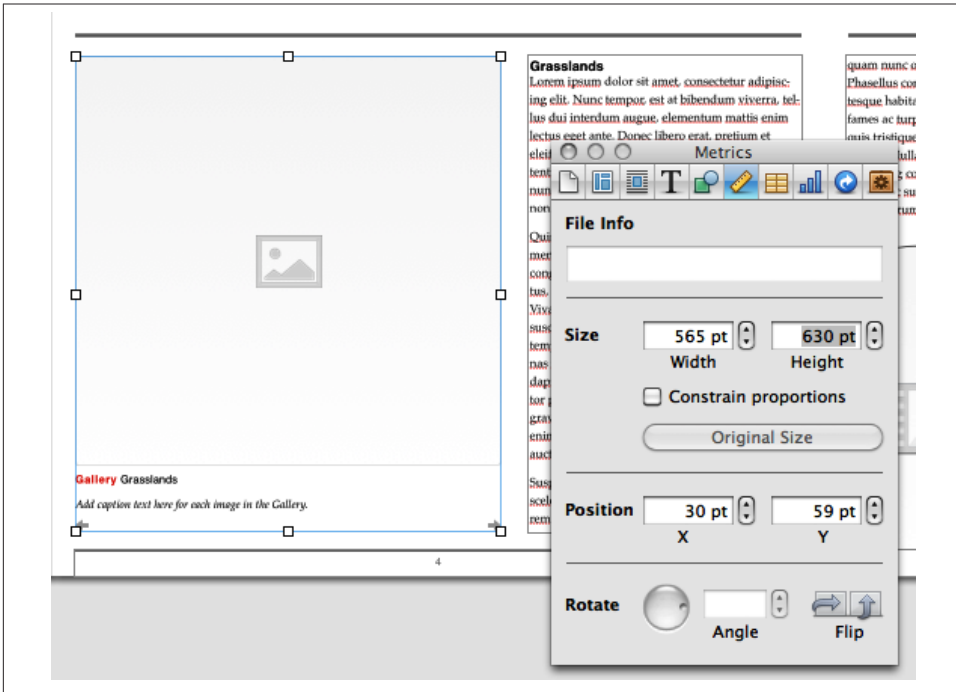 Grasslands
Lorem ipsum dolor sit amet, consectetur adipisc-
ing elit. Nunc tempor, est at bibendum viverra, tel-
lus dui interdum augue, elementum mattis enim
lectus eget ante. Donec libero erat, pretium et
quam nunc
Phasellus
tesque
fames ac
quis tristique
Metrics
File Info
Size
565 pt
630 pt
Width
Height
Constrain proportions
Original Size
Position
30 pt
59 pt
X
Y
Rotate
Angle
Flip
Gallery Grasslands
Add caption text here for each image in the Gallery.
4